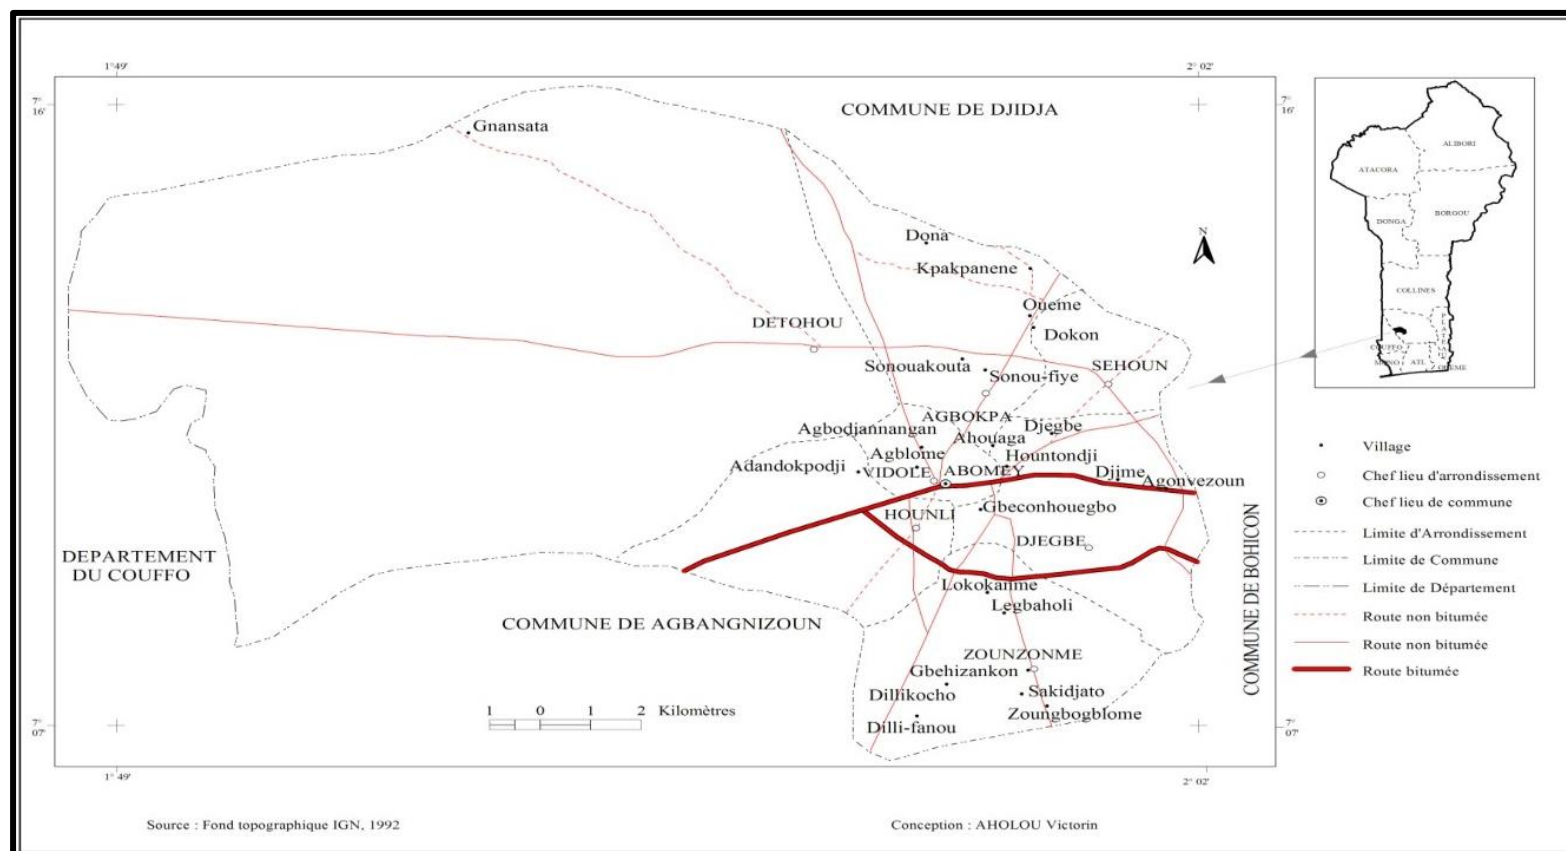 1°49'
2° 02'
7°
16'
7°
16'
COMMUNE DE DJIDJA
Gnansata
N
Dona
Kpakpanene
Oueme
Dokon
DETOHOU
Sonouakouta
Sonou-fiye
SEHOUN
AGBOKPA
Agbodjannangan
Djegbe
Ahouaga
Agblome
Hountondji
Adandokpodji
VIDOLE
ABOMEY
Djime
Agonvezoun
Gbeconhouegbo
HOUNLI
DJEGBE
DEPARTEMENT
DU COUFFO
Lokokanme
Legbaholi
COMMUNE DE AGBANGNIZOUN
COMMUNE DE BOHICON
ZOUNZONME
Gbehizankon
Dillikocho
Sakidjato
Zoungbogblome
Dilli-fanou
1 0 1 2 Kilomètres
7°
07'
7°
07'
1° 49'
2° 02'
ALIBORI
ATACORA
BORGOU
DONGA
COLLINES
COUFFO
MONO
ATL
Village
Chef lieu d'arrondissement
Chef lieu de commune
Limite d'Arrondissement
Limite de Commune
Limite de Département
Route non bitumée
Route non bitumée
Route bitumée
Source : Fond topographique IGN, 1992
Conception : AHOLOU Victorin